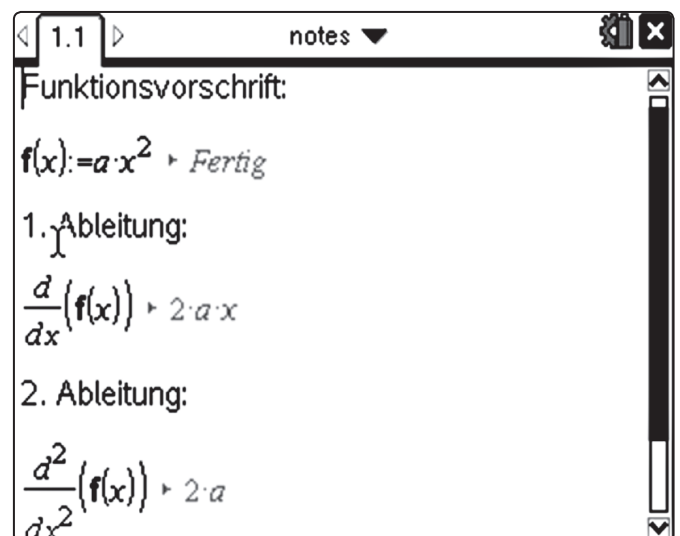 1.1 notes
Funktionsvorschrift:
f(x):=a·x² ▸ Fertig
1. Ableitung:
d/dx(f(x)) ▸ 2·a·x
2. Ableitung:
d²/dx²(f(x)) ▸ 2·a